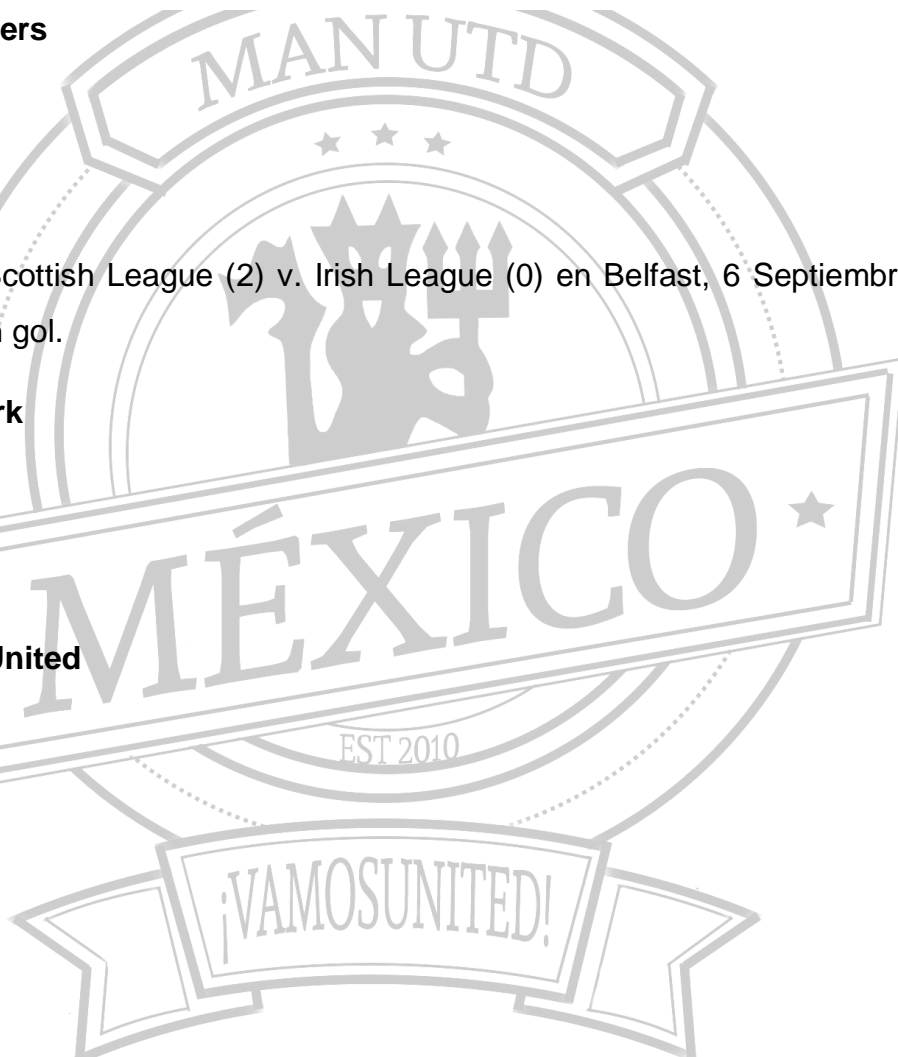 ers
MAN UTD
Scottish League (2) v. Irish League (0) en Belfast, 6 Septiembr
gol.
rk
MÉXICO
United
EST 2010
¡VAMOSUNITED!